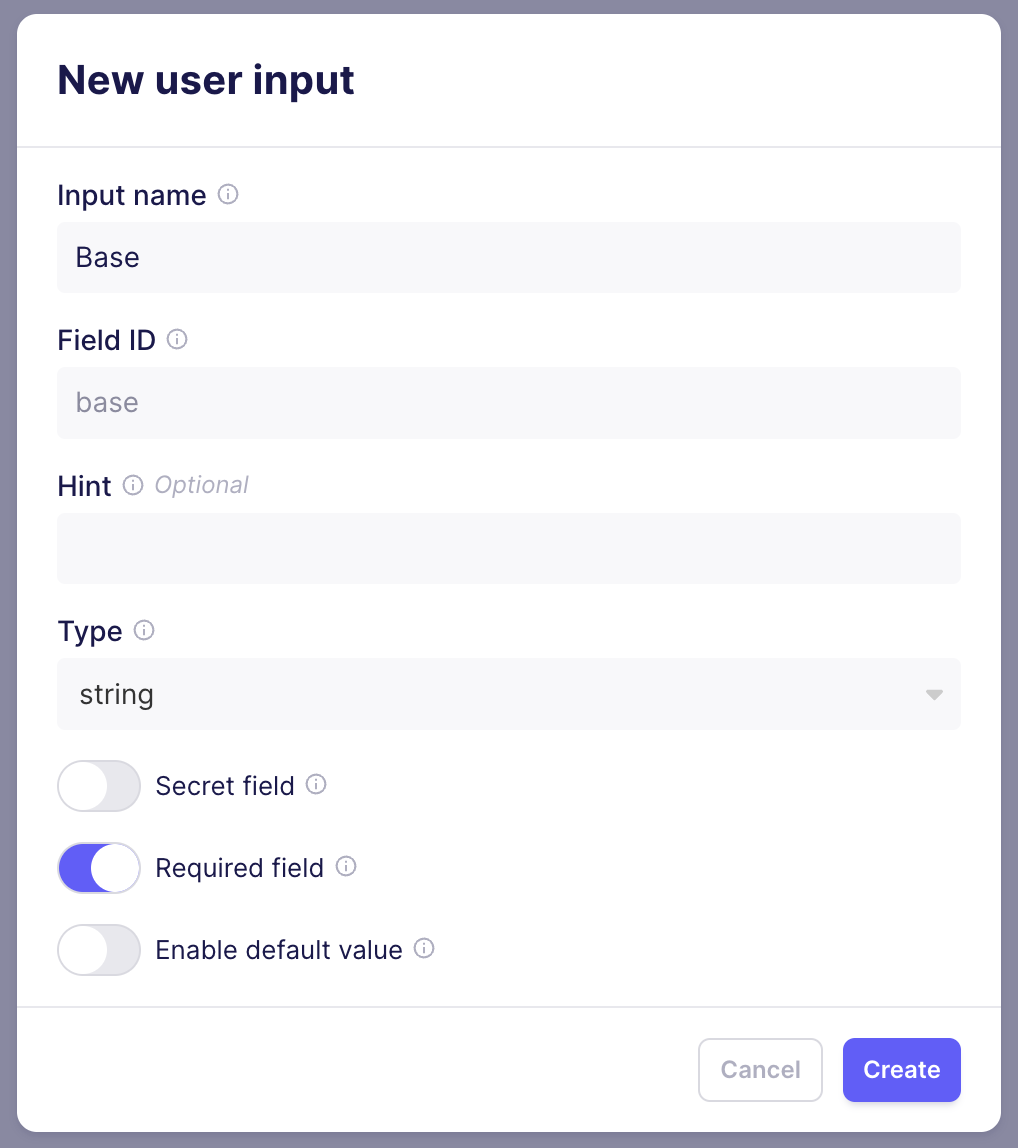 New user input
Input name
Base
Field ID
base
Hint Optional
Type
string
Secret field
Required field
Enable default value
Cancel Create